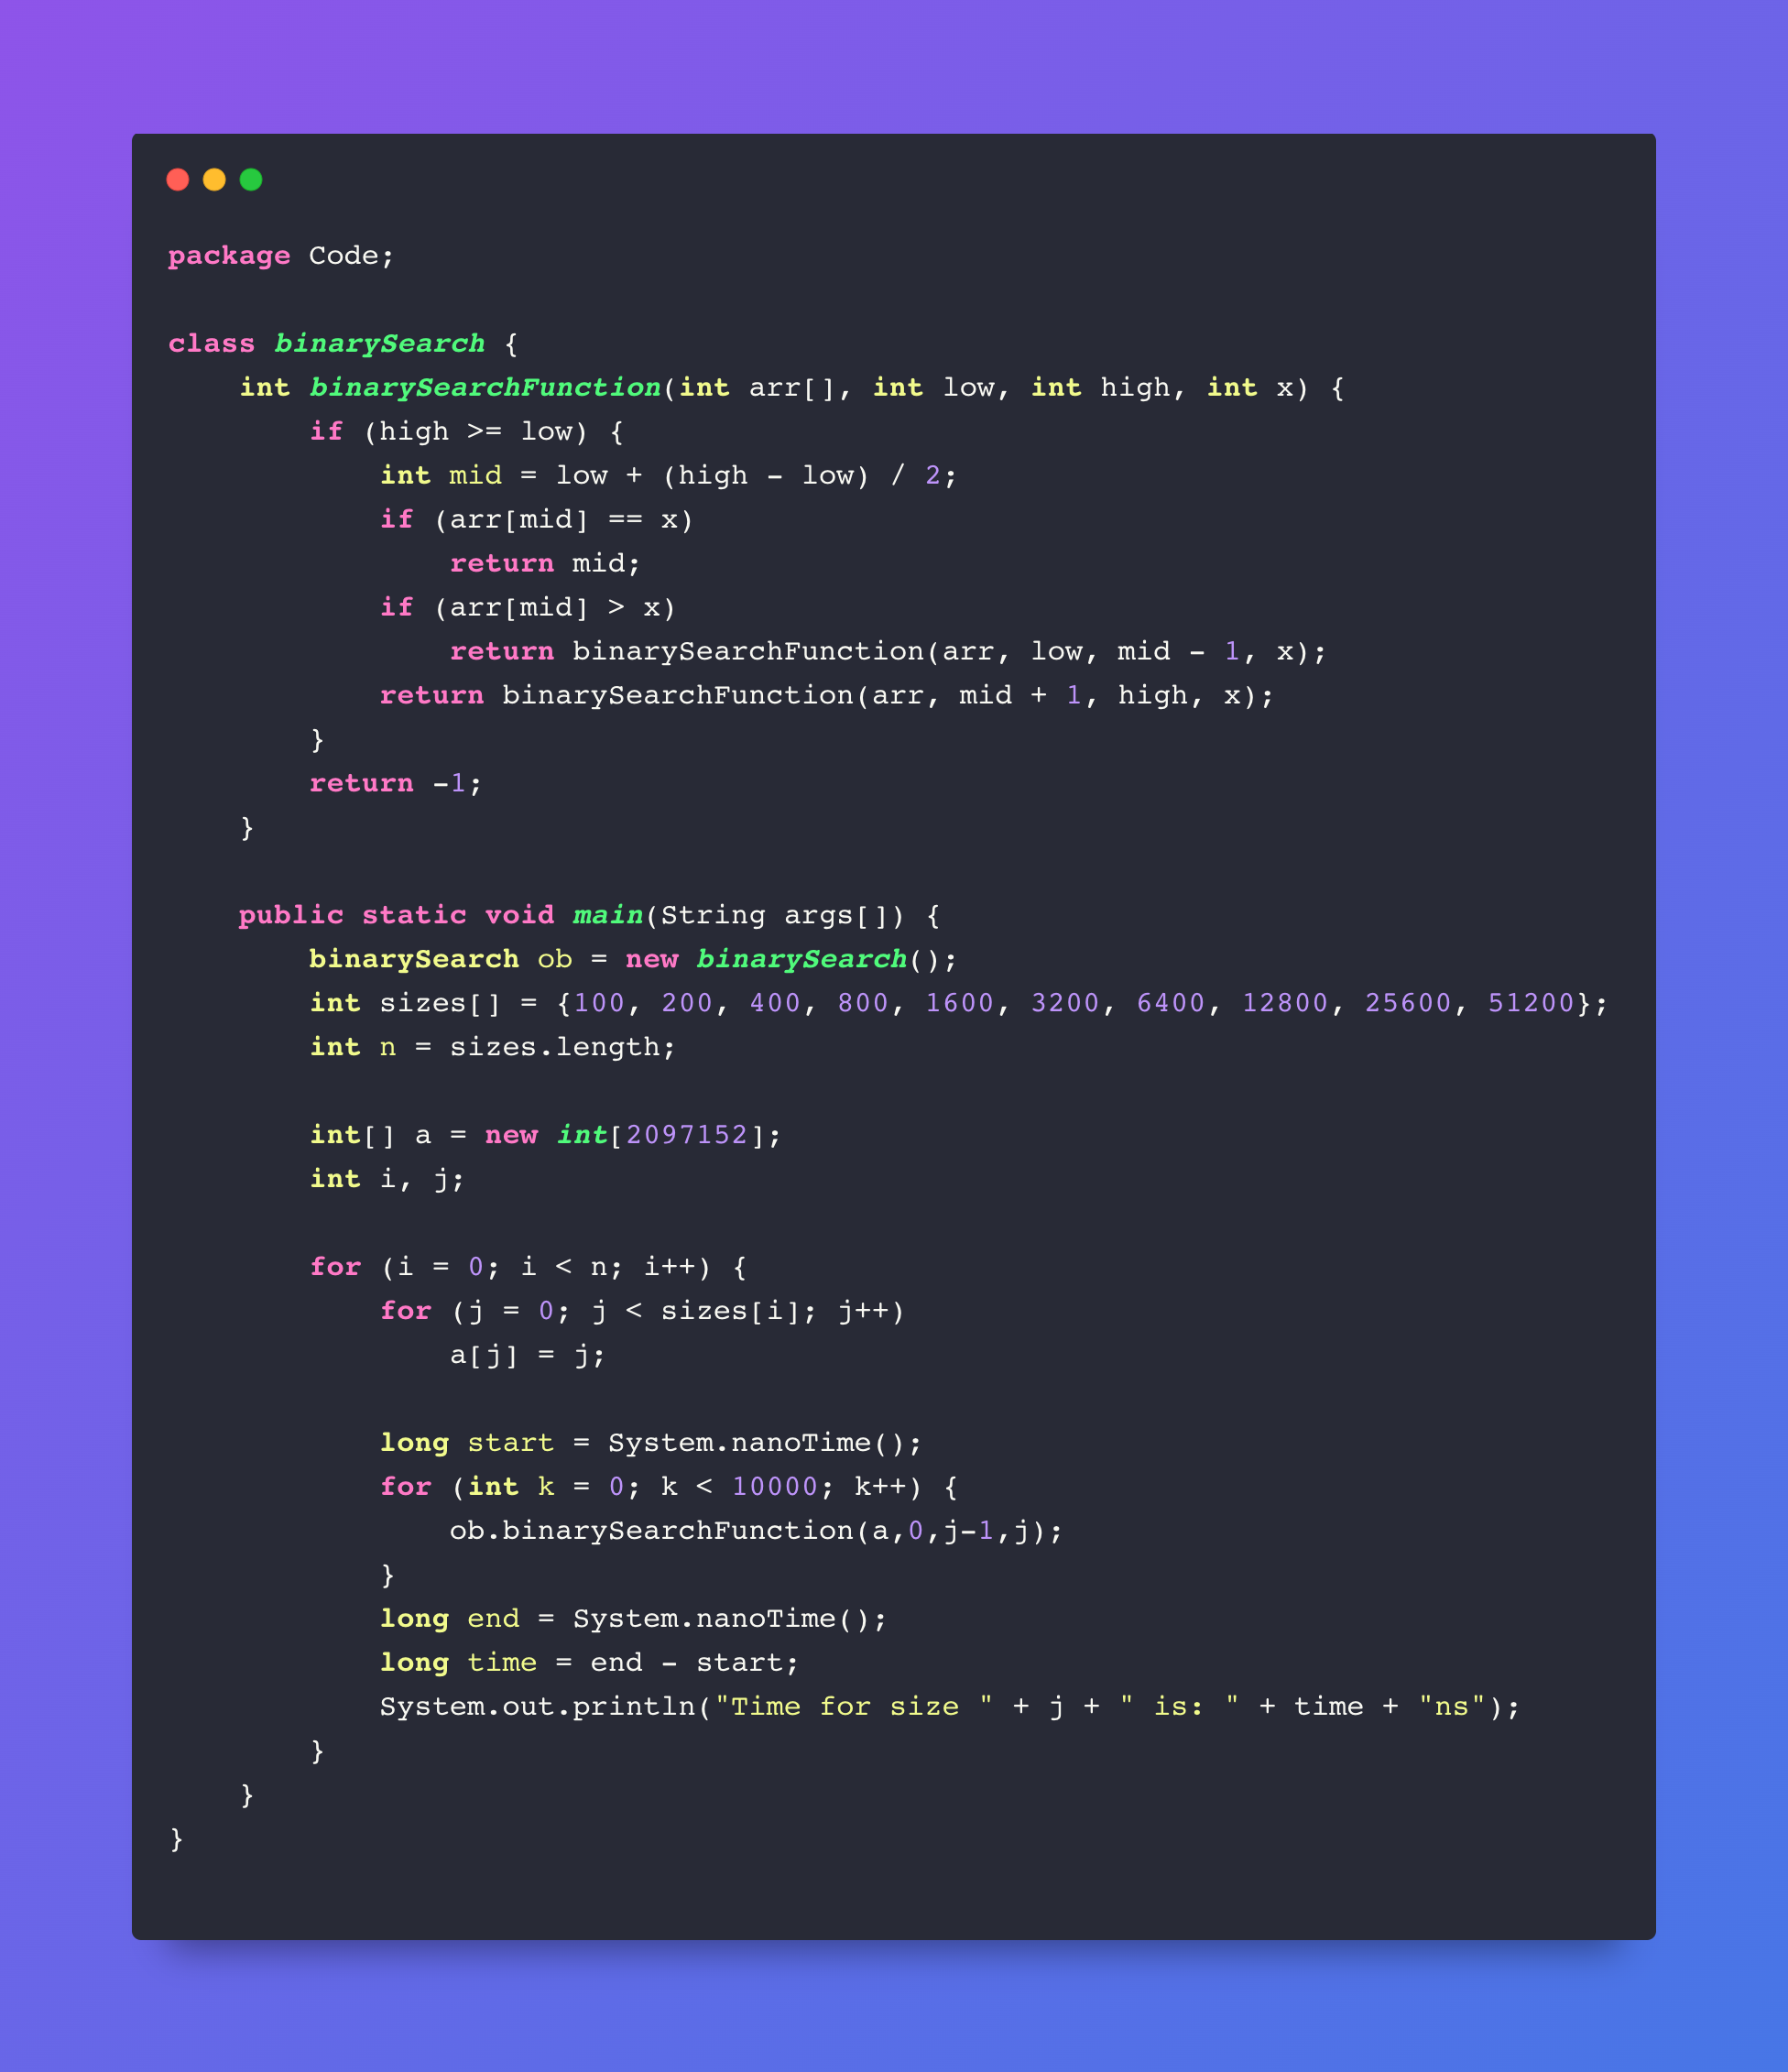 package Code;

class binarySearch {
    int binarySearchFunction(int arr[], int low, int high, int x) {
        if (high >= low) {
            int mid = low + (high - low) / 2;
            if (arr[mid] == x)
                return mid;
            if (arr[mid] > x)
                return binarySearchFunction(arr, low, mid - 1, x);
            return binarySearchFunction(arr, mid + 1, high, x);
        }
        return -1;
    }

    public static void main(String args[]) {
        binarySearch ob = new binarySearch();
        int sizes[] = {100, 200, 400, 800, 1600, 3200, 6400, 12800, 25600, 51200};
        int n = sizes.length;

        int[] a = new int[2097152];
        int i, j;

        for (i = 0; i < n; i++) {
            for (j = 0; j < sizes[i]; j++)
                a[j] = j;

            long start = System.nanoTime();
            for (int k = 0; k < 10000; k++) {
                ob.binarySearchFunction(a,0,j-1,j);
            }
            long end = System.nanoTime();
            long time = end - start;
            System.out.println("Time for size " + j + " is: " + time + "ns");
        }
    }
}